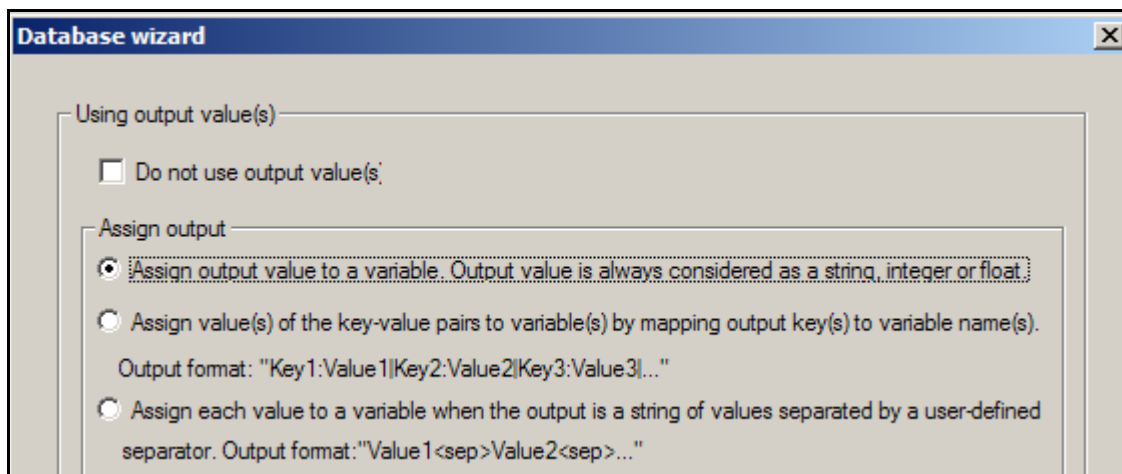 Database wizard
Using output value(s)
Do not use output value(s)
Assign output
Assign output value to a variable. Output value is always considered as a string, integer or float.
Assign value(s) of the key-value pairs to variable(s) by mapping output key(s) to variable name(s).
Output format: "Key1:Value1|Key2:Value2|Key3:Value3|..."
Assign each value to a variable when the output is a string of values separated by a user-defined
separator. Output format:"Value1<sep>Value2<sep>..."